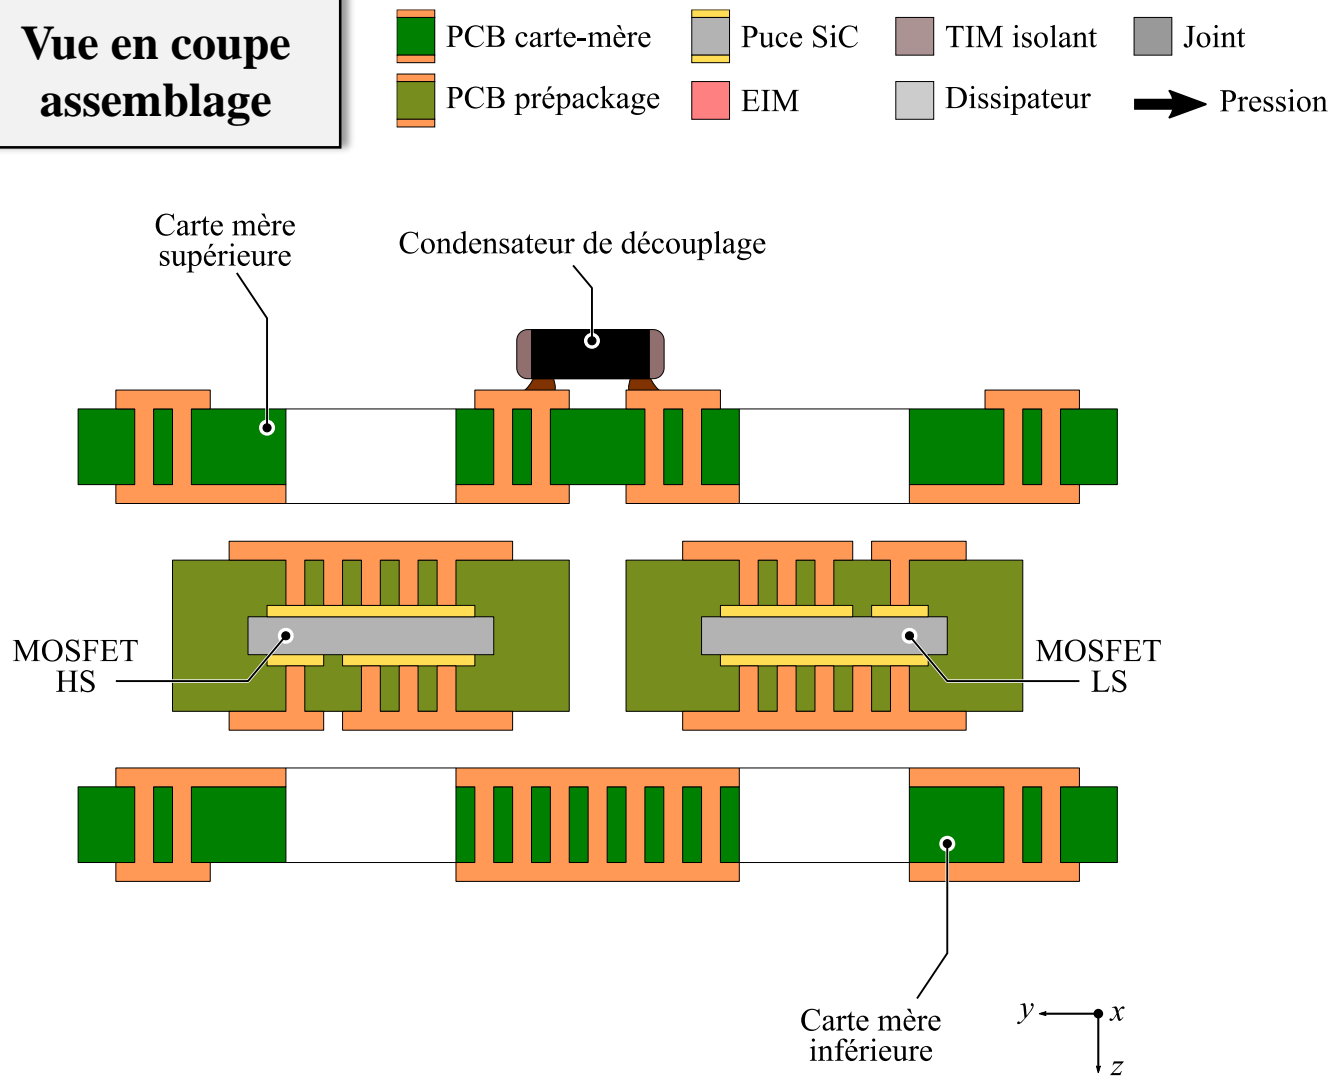 Vue en coupe
assemblage
PCB carte-mère
Puce SiC
TIM isolant
Joint
PCB prépackage
EIM
Dissipateur
Pression
Carte mère
supérieure
Condensateur de découplage
MOSFET
HS
MOSFET
LS
Carte mère
inférieure
y
x
z